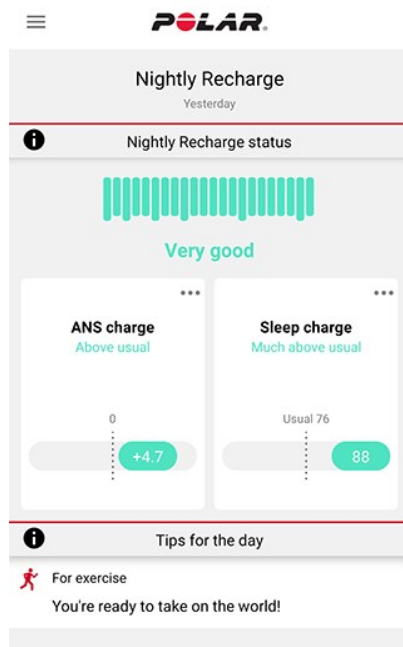 POLAR.
Nightly Recharge
Yesterday
Nightly Recharge status
Very good
ANS charge
Above usual
0
+4.7
Sleep charge
Much above usual
Usual 76
88
Tips for the day
For exercise
You're ready to take on the world!